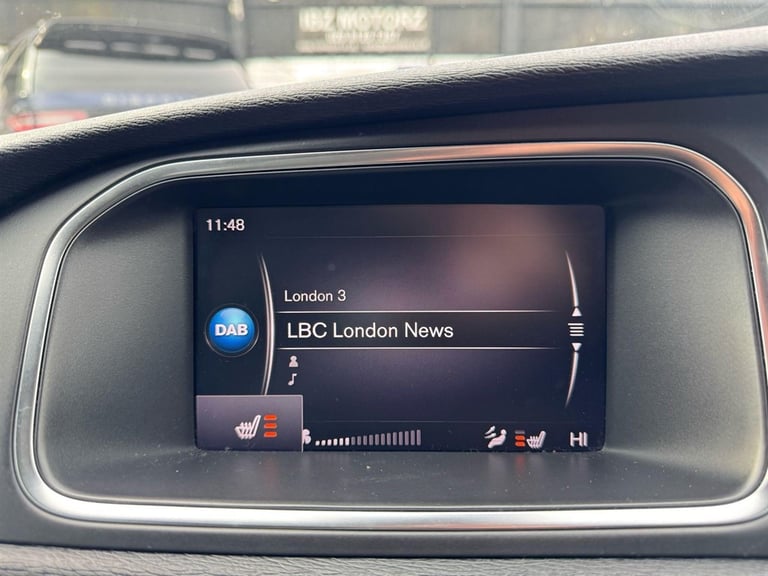 IBZ MOTORZ
11:48
London 3
DAB
LBC London News
HI